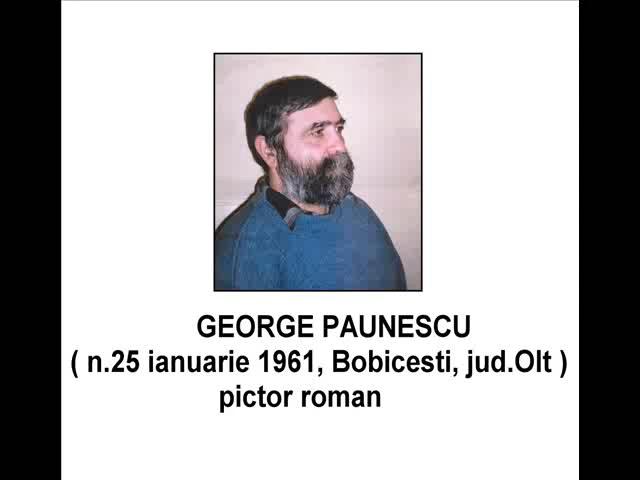 GEORGE PAUNESCU
( n.25 ianuarie 1961, Bobicesti, jud.Olt )
pictor roman